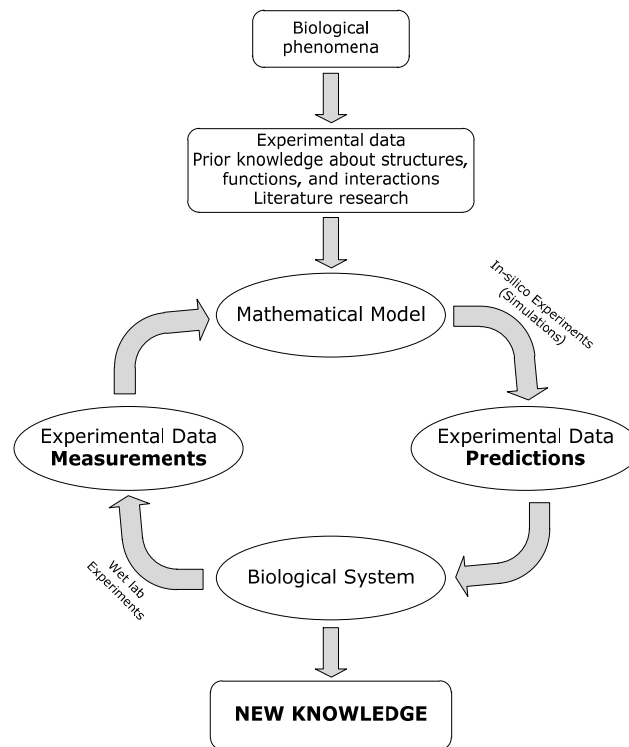 Biological
phenomena
Experimental data
Prior knowledge about structures,
functions, and interactions
Literature research
Mathematical Model
In-silico Experiments
(Simulations)
Experimental Data
Measurements
Experimental Data
Predictions
Biological System
Wet lab
Experiments
NEW KNOWLEDGE